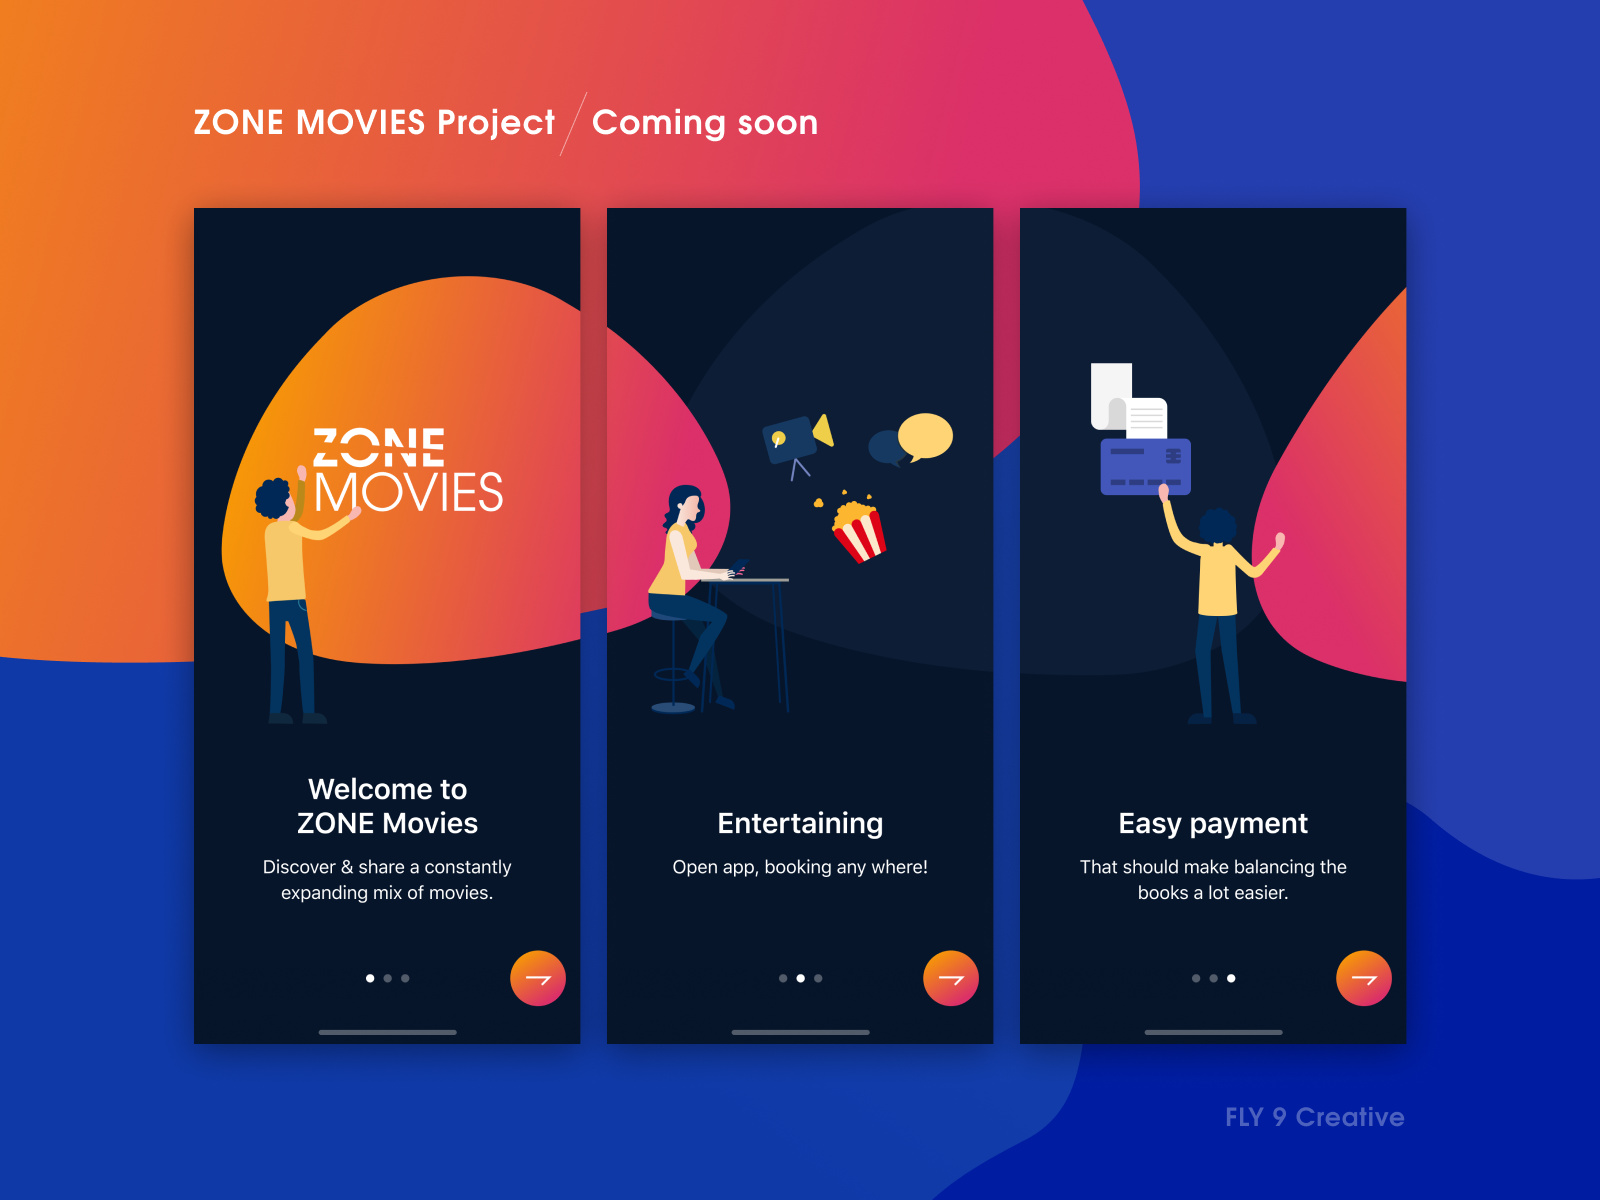 ZONE MOVIES Project / Coming soon
ZONE
MOVIES
Welcome to
ZONE Movies
Discover & share a constantly
expanding mix of movies.
Entertaining
Open app, booking any where!
Easy payment
That should make balancing the
books a lot easier.
FLY 9 Creative